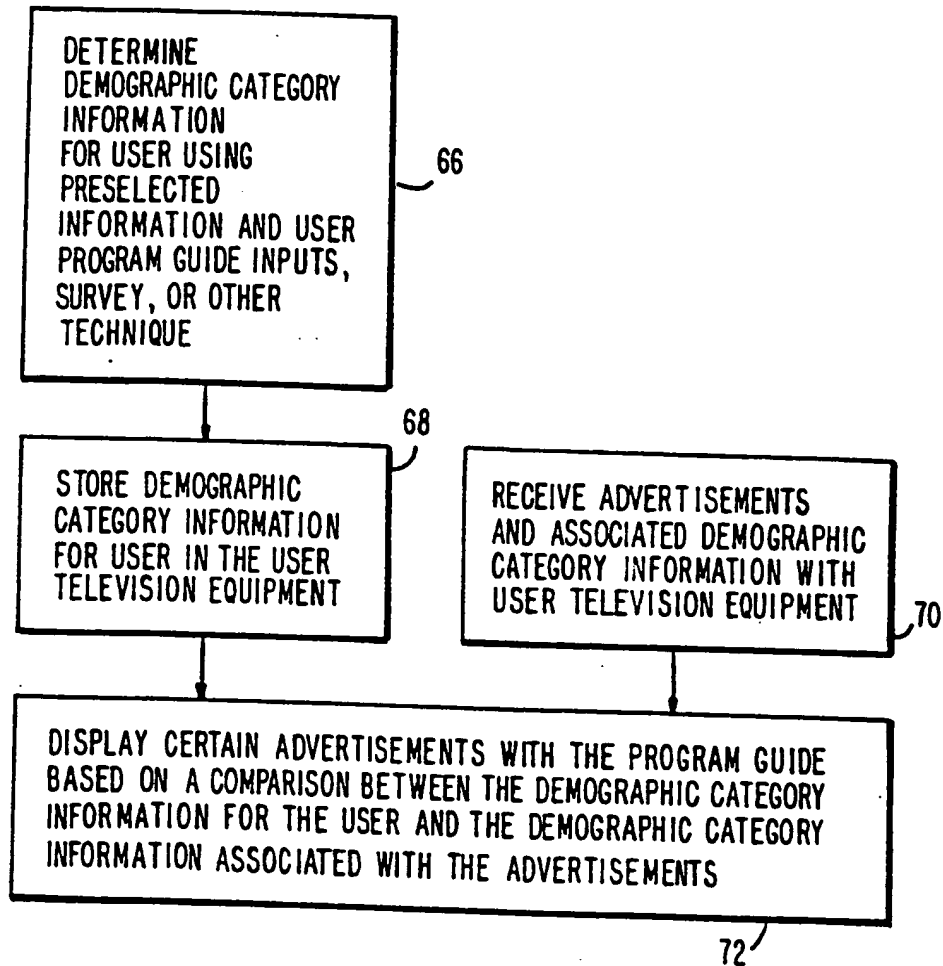 DETERMINE
DEMOGRAPHIC CATEGORY
INFORMATION
FOR USER USING
PRESELECTED
INFORMATION AND USER
PROGRAM GUIDE INPUTS,
SURVEY, OR OTHER
TECHNIQUE
66
68
STORE DEMOGRAPHIC
CATEGORY INFORMATION
FOR USER IN THE USER
TELEVISION EQUIPMENT
RECEIVE ADVERTISEMENTS
AND ASSOCIATED DEMOGRAPHIC
CATEGORY INFORMATION WITH
USER TELEVISION EQUIPMENT
70
DISPLAY CERTAIN ADVERTISEMENTS WITH THE PROGRAM GUIDE
BASED ON A COMPARISON BETWEEN THE DEMOGRAPHIC CATEGORY
INFORMATION FOR THE USER AND THE DEMOGRAPHIC CATEGORY
INFORMATION ASSOCIATED WITH THE ADVERTISEMENTS
72